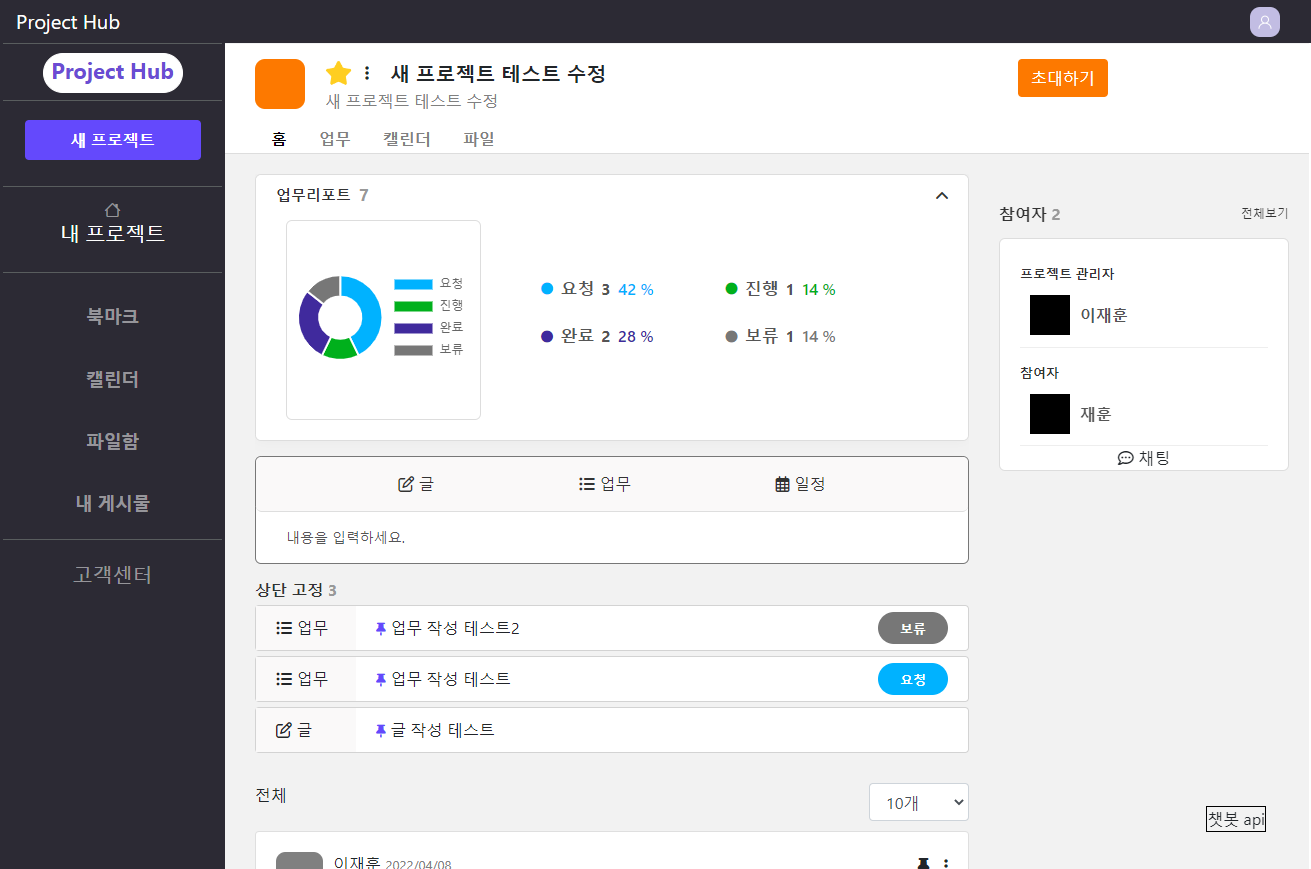 Project Hub
Project Hub
새 프로젝트
내 프로젝트
북마크
캘린더
파일함
내 게시물
고객센터
새 프로젝트 테스트 수정
새 프로젝트 테스트 수정
초대하기
홈 업무 캘린더 파일
업무리포트 7
요청
진행
완료
보류
요청 3 42 % 진행 1 14 %
완료 2 28 % 보류 1 14 %
글 업무 일정
내용을 입력하세요.
상단 고정 3
업무 업무 작성 테스트2 보류
업무 업무 작성 테스트 요청
글 글 작성 테스트
전체 10개
이재훈 2022/04/08
참여자 2 전체보기
프로젝트 관리자
이재훈
참여자
재훈
채팅
챗봇 api